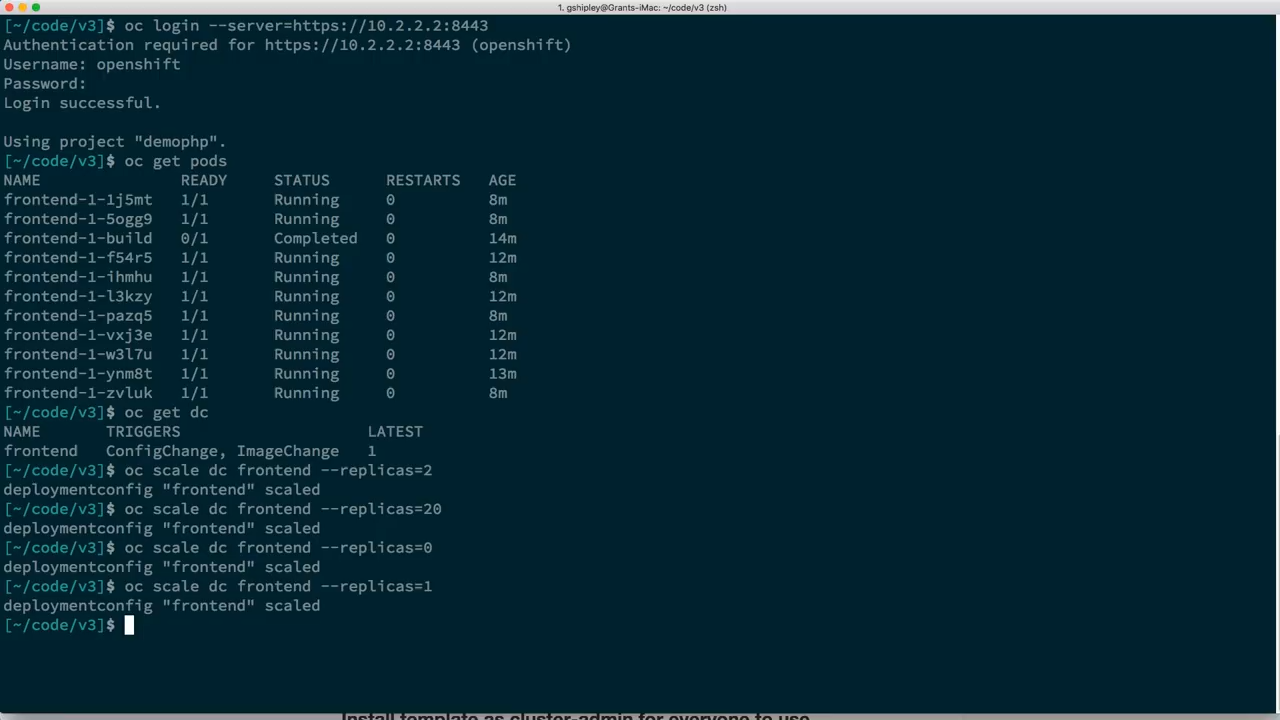 1. gshipley@Grants-iMac: ~/code/v3 (zsh)
[~/code/v3]$ oc login --server=https://10.2.2.2:8443
Authentication required for https://10.2.2.2:8443 (openshift)
Username: openshift
Password:
Login successful.
Using project "demophp".
[~/code/v3]$ oc get pods
NAME READY STATUS RESTARTS AGE
frontend-1-1j5mt 1/1 Running 0 8m
frontend-1-5ogg9 1/1 Running 0 8m
frontend-1-build 0/1 Completed 0 14m
frontend-1-f54r5 1/1 Running 0 12m
frontend-1-ihmhu 1/1 Running 0 8m
frontend-1-l3kzy 1/1 Running 0 12m
frontend-1-pazq5 1/1 Running 0 8m
frontend-1-vxj3e 1/1 Running 0 12m
frontend-1-w3l7u 1/1 Running 0 12m
frontend-1-ynm8t 1/1 Running 0 13m
frontend-1-zvluk 1/1 Running 0 8m
[~/code/v3]$ oc get dc
NAME TRIGGERS LATEST
frontend ConfigChange, ImageChange 1
[~/code/v3]$ oc scale dc frontend --replicas=2
deploymentconfig "frontend" scaled
[~/code/v3]$ oc scale dc frontend --replicas=20
deploymentconfig "frontend" scaled
[~/code/v3]$ oc scale dc frontend --replicas=0
deploymentconfig "frontend" scaled
[~/code/v3]$ oc scale dc frontend --replicas=1
deploymentconfig "frontend" scaled
[~/code/v3]$
Install template as cluster-admin for everyone to use